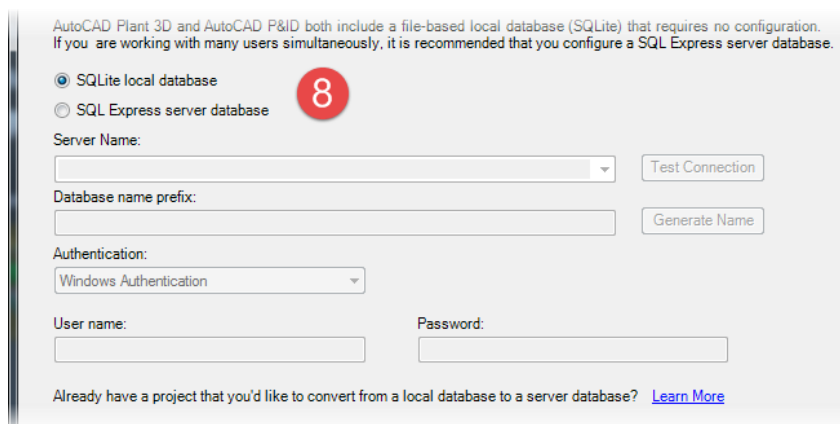 AutoCAD Plant 3D and AutoCAD P&ID both include a file-based local database (SQLite) that requires no configuration.
If you are working with many users simultaneously, it is recommended that you configure a SQL Express server database.
SQLite local database
8
SQL Express server database
Server Name:
Test Connection
Database name prefix:
Generate Name
Authentication:
Windows Authentication
User name: Password:
Already have a project that you'd like to convert from a local database to a server database? Learn More